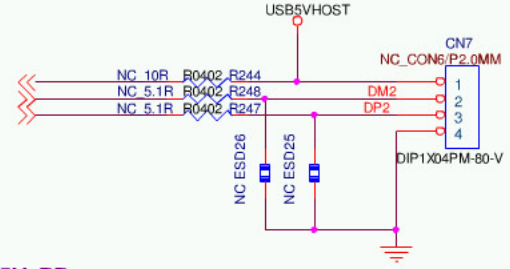 USB5VHOST
CN7
NC_CON6/P2.0MM
NC_10R R0402 R244
NC_5.1R R0402 R248
NC_5.1R R0402 R247
DM2
DP2
1
2
3
4
NC ESD26
NC ESD25
DIP1X04PM-80-V